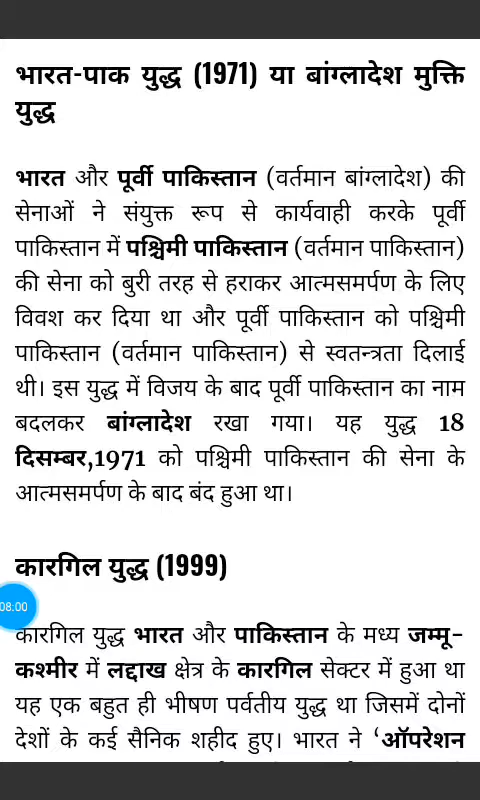 भारत-पाक युद्ध (1971) या बांग्लादेश मुक्ति
युद्ध
भारत और पूर्वी पाकिस्तान (वर्तमान बांग्लादेश) की
सेनाओं ने संयुक्त रूप से कार्यवाही करके पूर्वी
पाकिस्तान में पश्चिमी पाकिस्तान (वर्तमान पाकिस्तान)
की सेना को बुरी तरह से हराकर आत्मसमर्पण के लिए
विवश कर दिया था और पूर्वी पाकिस्तान को पश्चिमी
पाकिस्तान (वर्तमान पाकिस्तान) से स्वतन्त्रता दिलाई
थी। इस युद्ध में विजय के बाद पूर्वी पाकिस्तान का नाम
बदलकर बांग्लादेश रखा गया। यह युद्ध 18
दिसम्बर,1971 को पश्चिमी पाकिस्तान की सेना के
आत्मसमर्पण के बाद बंद हुआ था।
कारगिल युद्ध (1999)
08:00
कारगिल युद्ध भारत और पाकिस्तान के मध्य जम्मू-
कश्मीर में लद्दाख क्षेत्र के कारगिल सेक्टर में हुआ था
यह एक बहुत ही भीषण पर्वतीय युद्ध था जिसमें दोनों
देशों के कई सैनिक शहीद हुए। भारत ने ‘ऑपरेशन